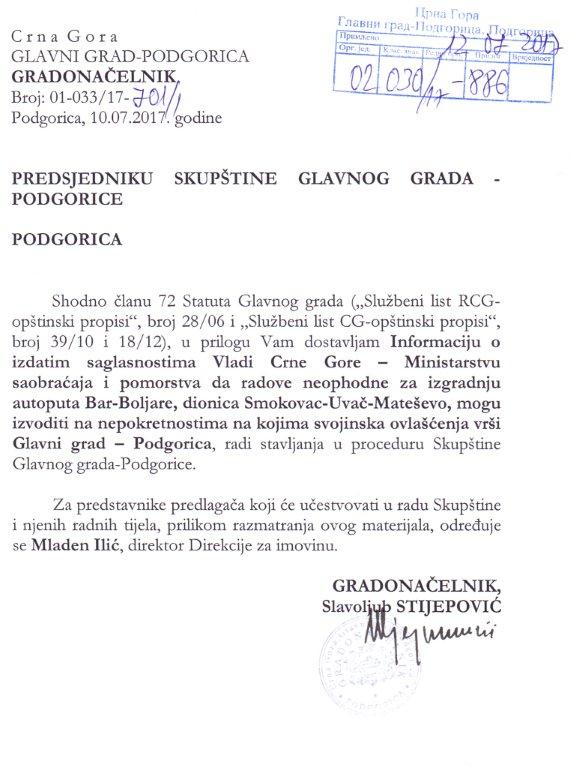 Crna Gora
GLAVNI GRAD-PODGORICA
GRADONAČELNIK
Broj: 01-033/17-701/1
Podgorica, 10.07.2017. godine
Црна Гора
Главни град-Подгорица, Подгорица
Примљено 12 07 2017
Орг. јед. Прилог Вриједност
02 030/17 -886
PREDSJEDNIKU SKUPŠTINE GLAVNOG GRADA -
PODGORICE
PODGORICA
Shodno članu 72 Statuta Glavnog grada („Službeni list RCG-
opštinski propisi“, broj 28/06 i „Službeni list CG-opštinski propisi“,
broj 39/10 i 18/12), u prilogu Vam dostavljam Informaciju o
izdatim saglasnostima Vladi Crne Gore – Ministarstvu
saobraćaja i pomorstva da radove neophodne za izgradnju
autoputa Bar-Boljare, dionica Smokovac-Uvač-Mateševo, mogu
izvoditi na nepokretnostima na kojima svojinska ovlašćenja vrši
Glavni grad – Podgorica, radi stavljanja u proceduru Skupštine
Glavnog grada-Podgorice.
Za predstavnike predlagača koji će učestvovati u radu Skupštine
i njenih radnih tijela, prilikom razmatranja ovog materijala, određuje
se Mladen Ilić, direktor Direkcije za imovinu.
GRADONAČELNIK,
Slavoljub STIJEPOVIĆ